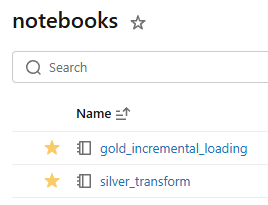 notebooks
Search
Name
gold_incremental_loading
silver_transform